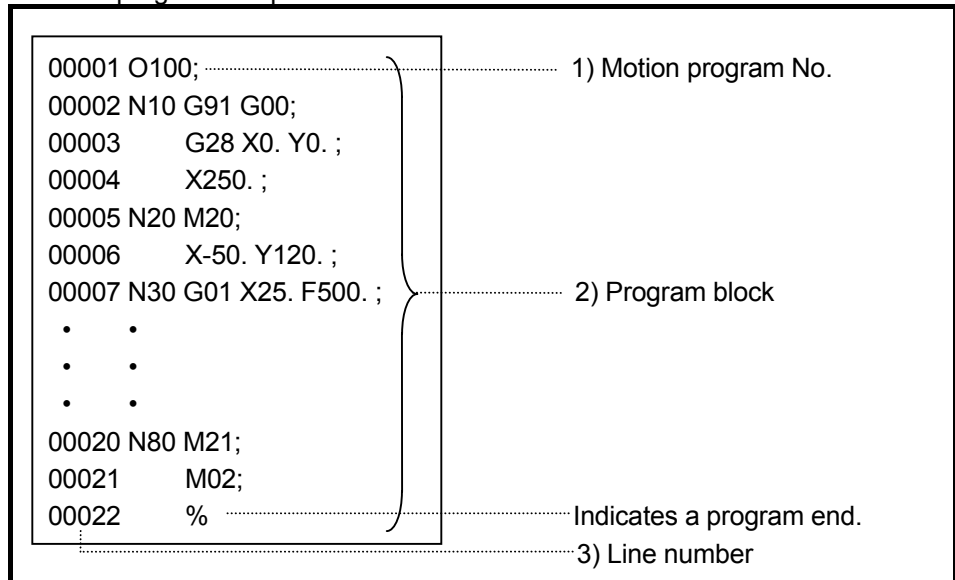 00001 O100; 1) Motion program No.
00002 N10 G91 G00;
00003 G28 X0. Y0. ;
00004 X250. ;
00005 N20 M20;
00006 X-50. Y120. ;
00007 N30 G01 X25. F500. ; 2) Program block
• •
• •
• •
00020 N80 M21;
00021 M02;
00022 % Indicates a program end.
3) Line number